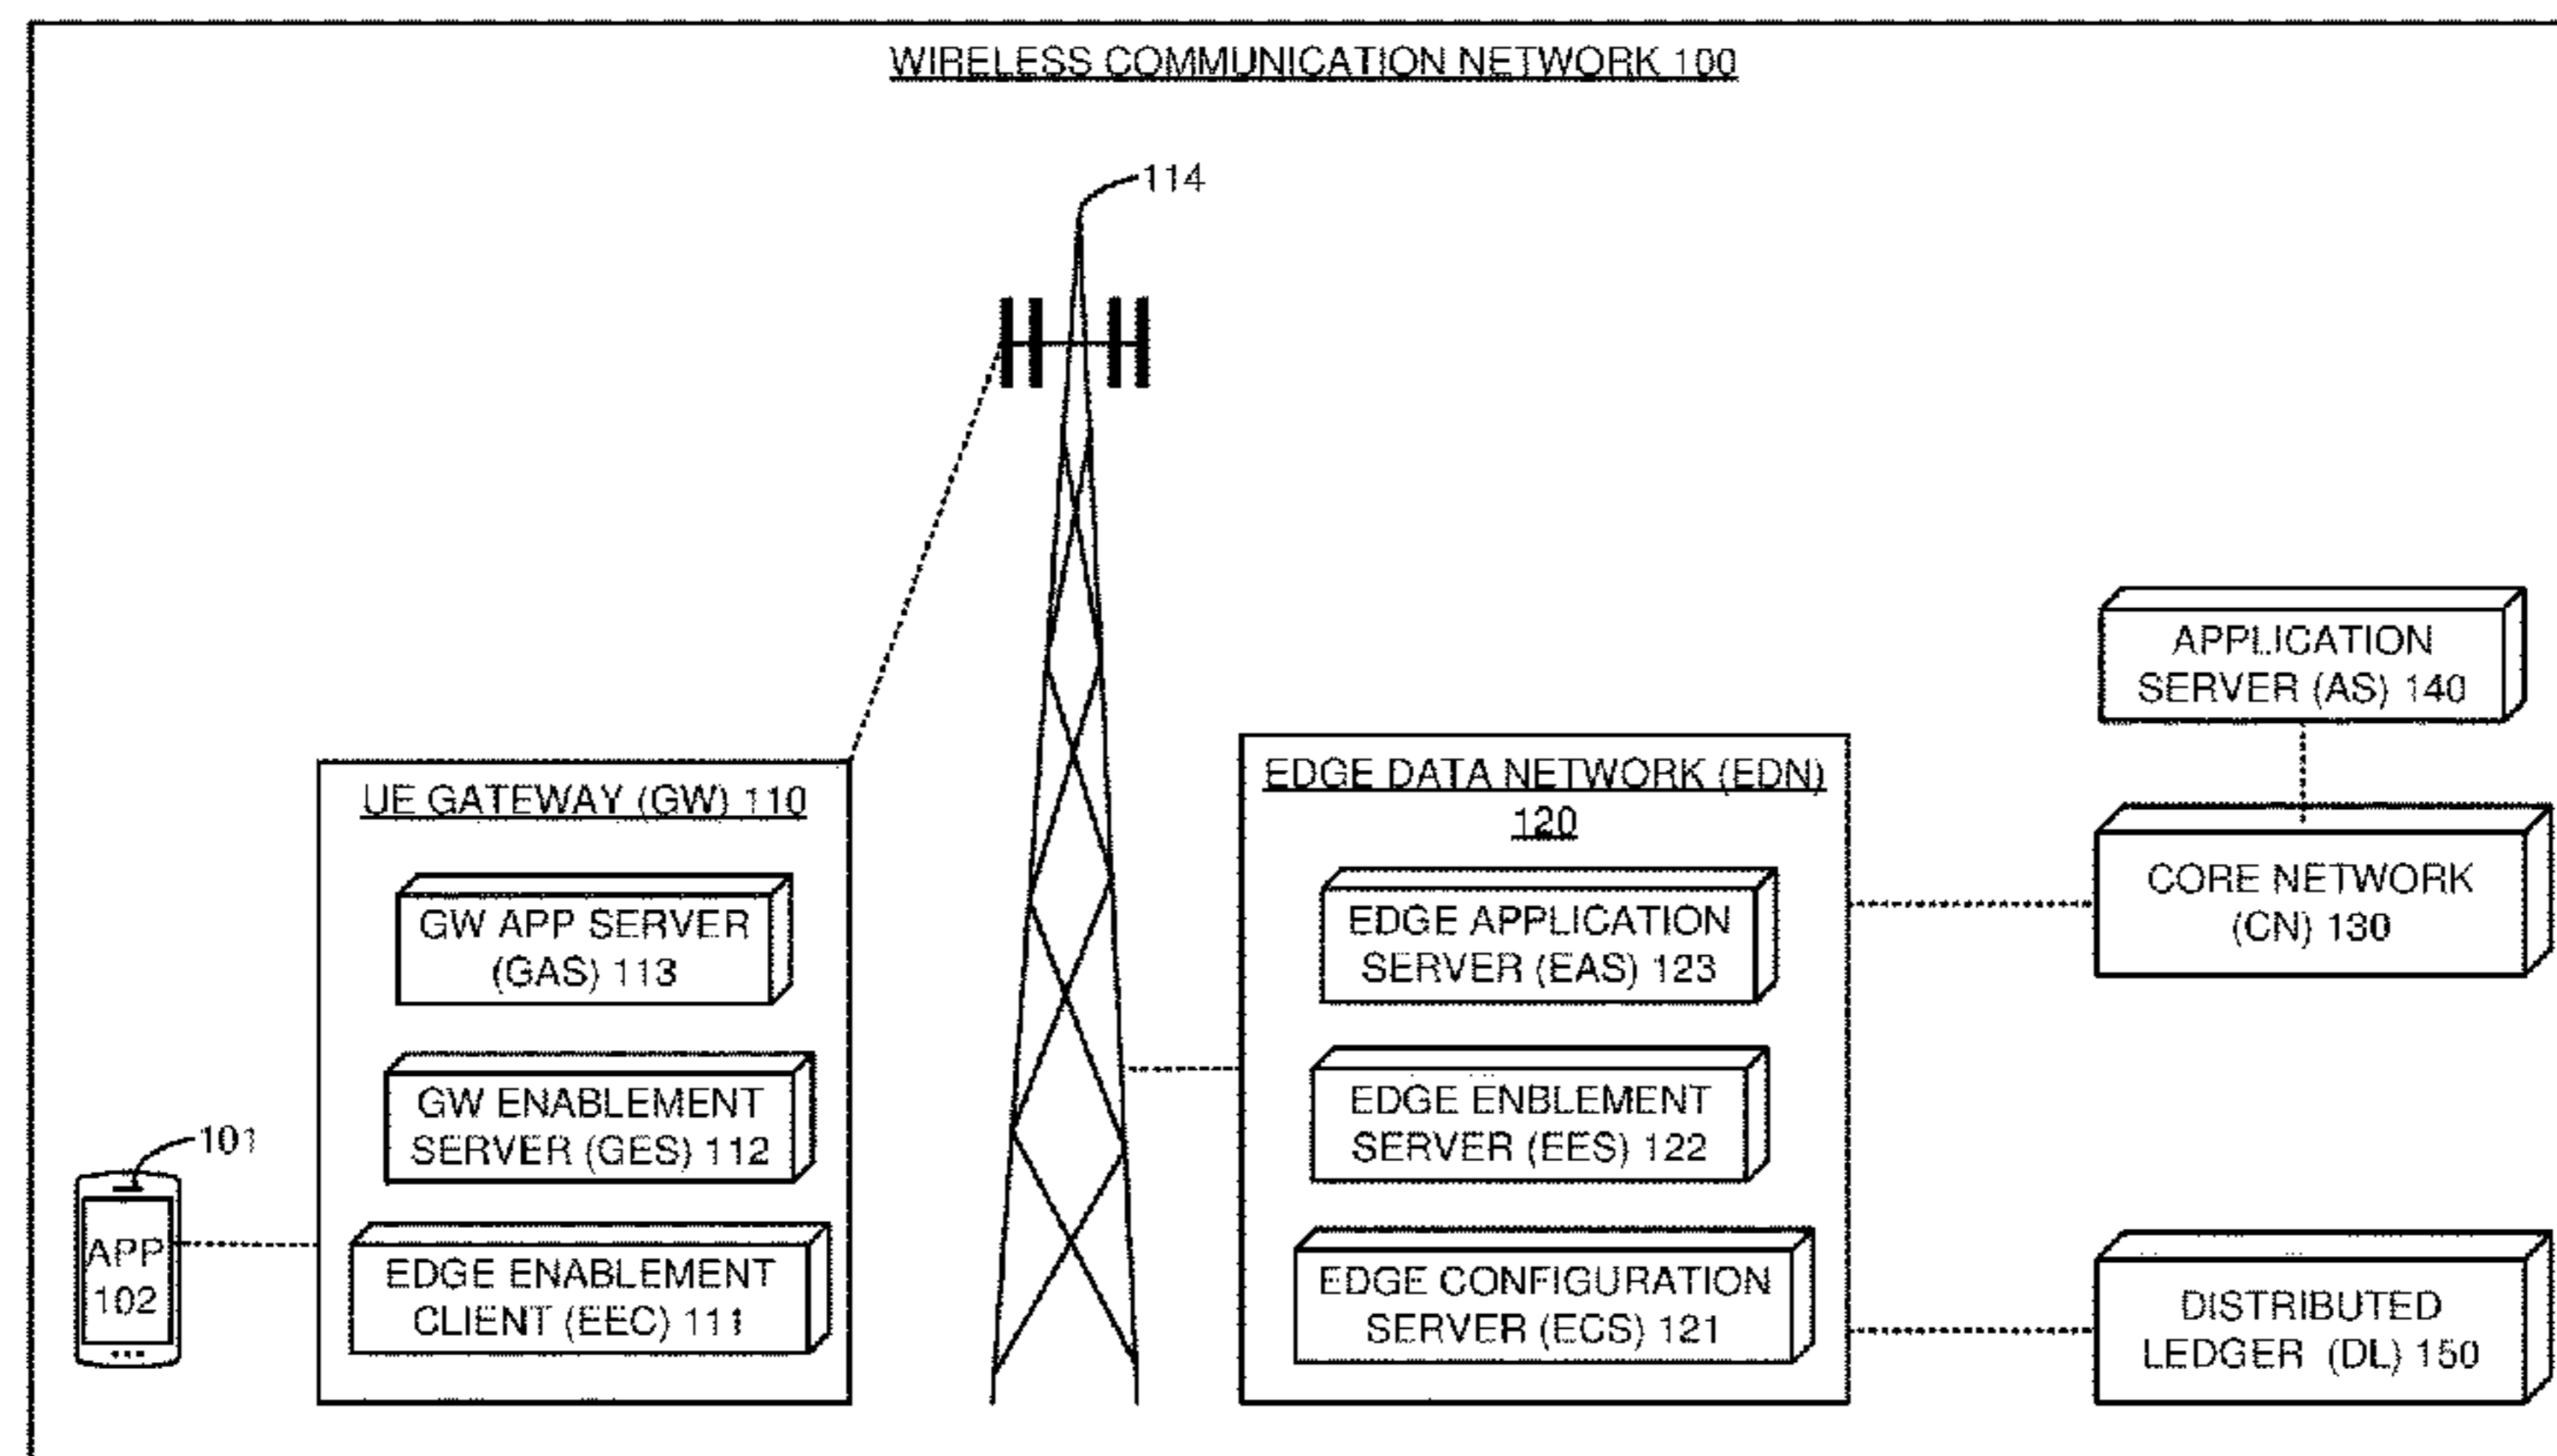 WIRELESS COMMUNICATION NETWORK 100
114
APPLICATION
SERVER (AS) 140
UE GATEWAY (GW) 110
GW APP SERVER
(GAS) 113
GW ENABLEMENT
SERVER (GES) 112
EDGE ENABLEMENT
CLIENT (EEC) 111
101
APP
102
EDGE DATA NETWORK (EDN)
120
EDGE APPLICATION
SERVER (EAS) 123
EDGE ENBLEMENT
SERVER (EES) 122
EDGE CONFIGURATION
SERVER (ECS) 121
CORE NETWORK
(CN) 130
DISTRIBUTED
LEDGER (DL) 150